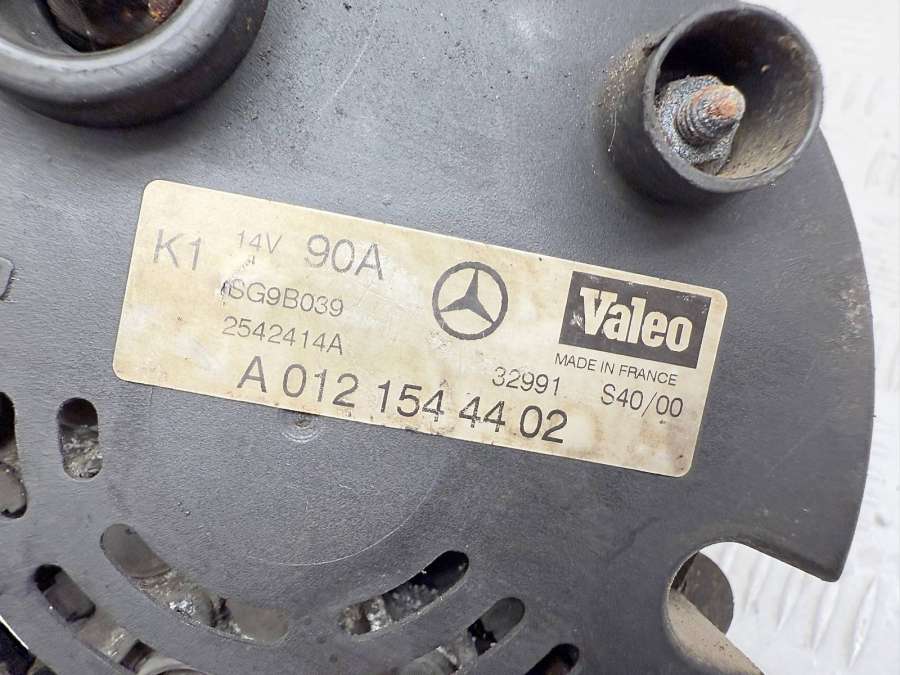 K1 14V 90A
SG9B039
2542414A
Valeo
MADE IN FRANCE
32991 S40/00
A 012 154 44 02